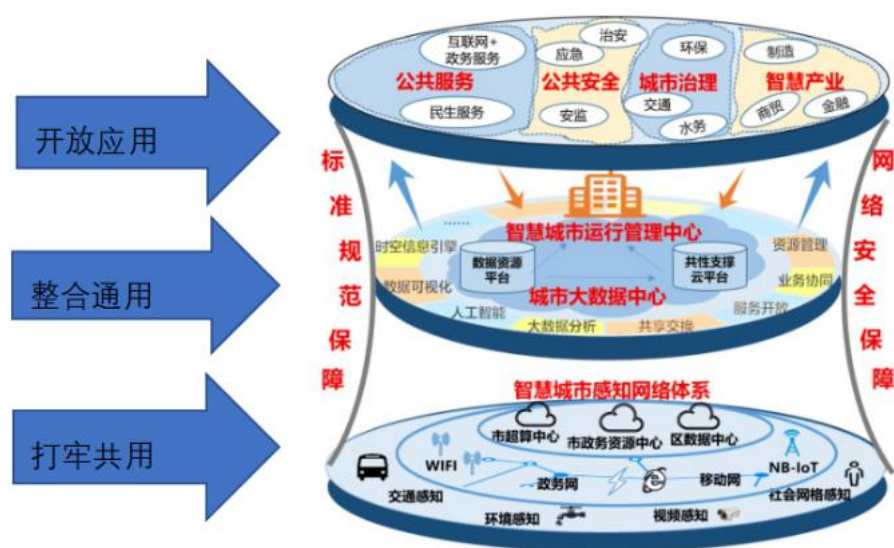 互联网+
政务服务
应急
治安
环保
制造
公共服务
公共安全
城市治理
智慧产业
民生服务
安监
交通
水务
商贸
金融
开放应用
标准规范保障
网络安全保障
……
智慧城市运行管理中心
时空信息引擎
数据资源
平台
共性支撑
云平台
资源管理
整合通用
数据可视化
业务协同
城市大数据中心
人工智能
服务开放
大数据分析
共享交换
智慧城市感知网络体系
市超算中心
市政务资源中心
区数据中心
打牢共用
WIFI
NB-IoT
政务网
移动网
交通感知
社会网格感知
环境感知
视频感知